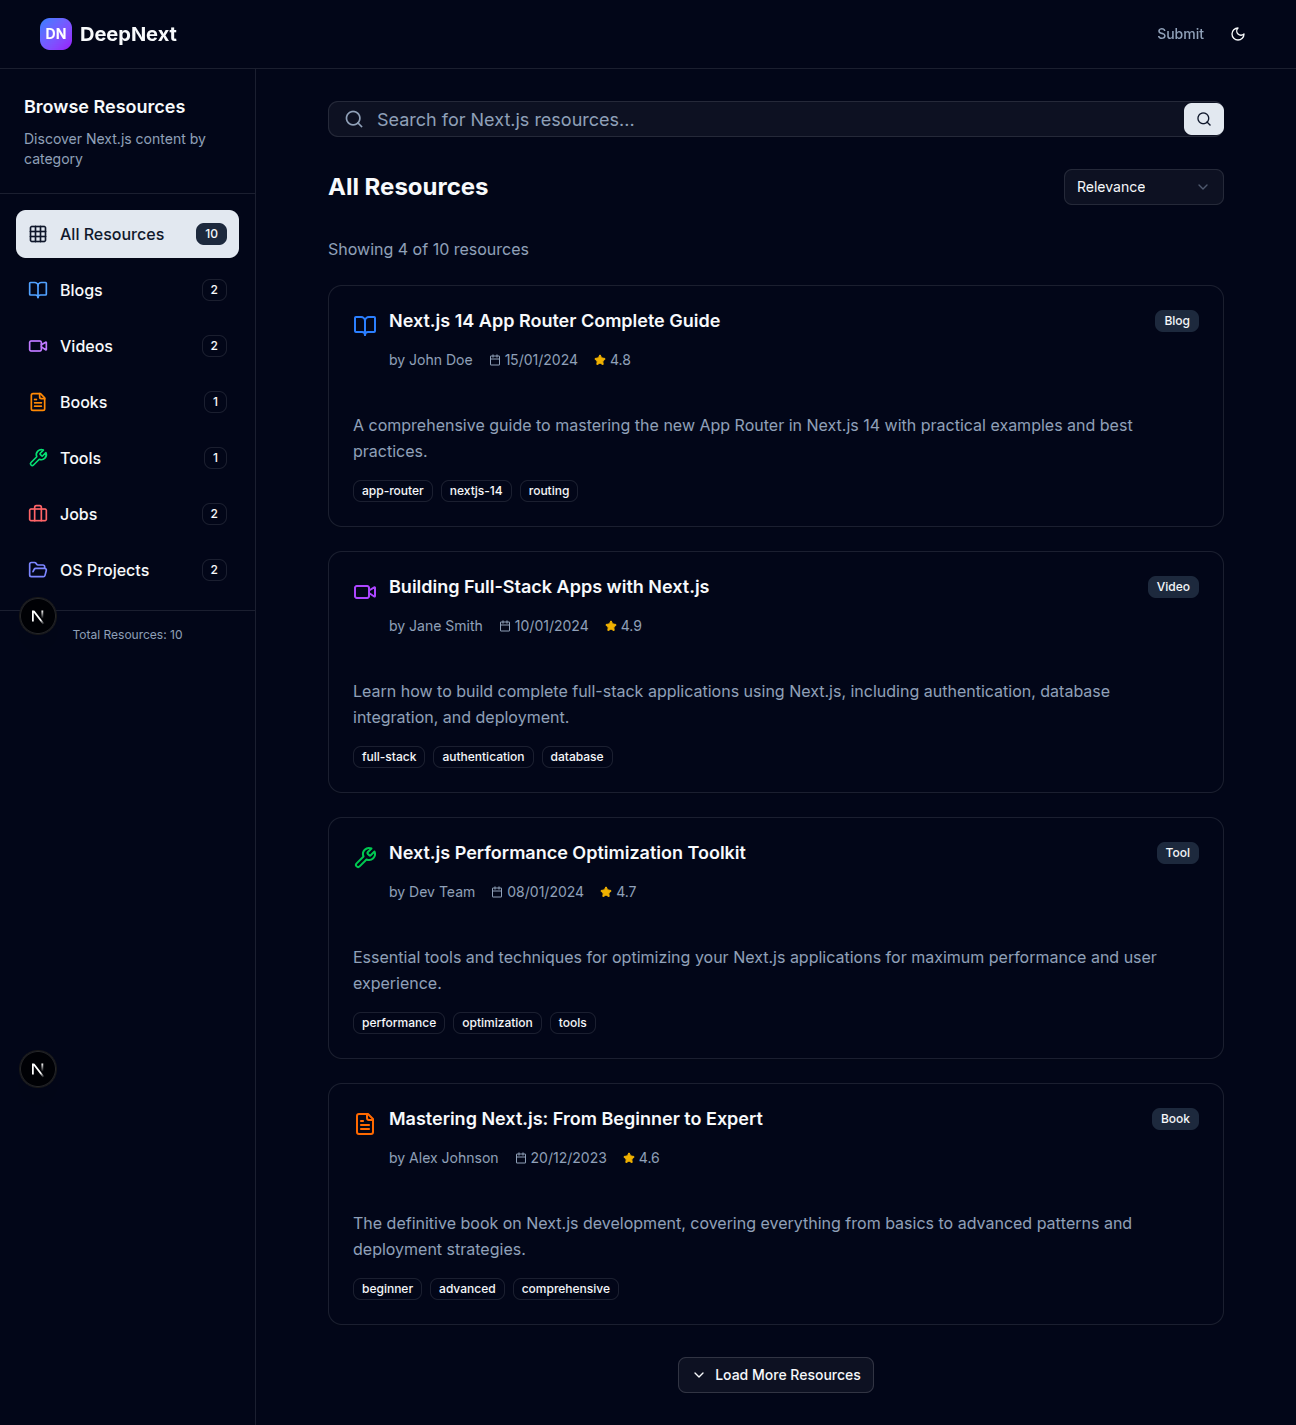 DN DeepNext
Submit
Browse Resources
Discover Next.js content by
category
All Resources 10
Blogs 2
Videos 2
Books 1
Tools 1
Jobs 2
OS Projects 2
N
Total Resources: 10
N
Search for Next.js resources...
All Resources
Relevance
Showing 4 of 10 resources
Next.js 14 App Router Complete Guide
Blog
by John Doe 15/01/2024 4.8
A comprehensive guide to mastering the new App Router in Next.js 14 with practical examples and best
practices.
app-router nextjs-14 routing
Building Full-Stack Apps with Next.js
Video
by Jane Smith 10/01/2024 4.9
Learn how to build complete full-stack applications using Next.js, including authentication, database
integration, and deployment.
full-stack authentication database
Next.js Performance Optimization Toolkit
Tool
by Dev Team 08/01/2024 4.7
Essential tools and techniques for optimizing your Next.js applications for maximum performance and user
experience.
performance optimization tools
Mastering Next.js: From Beginner to Expert
Book
by Alex Johnson 20/12/2023 4.6
The definitive book on Next.js development, covering everything from basics to advanced patterns and
deployment strategies.
beginner advanced comprehensive
Load More Resources